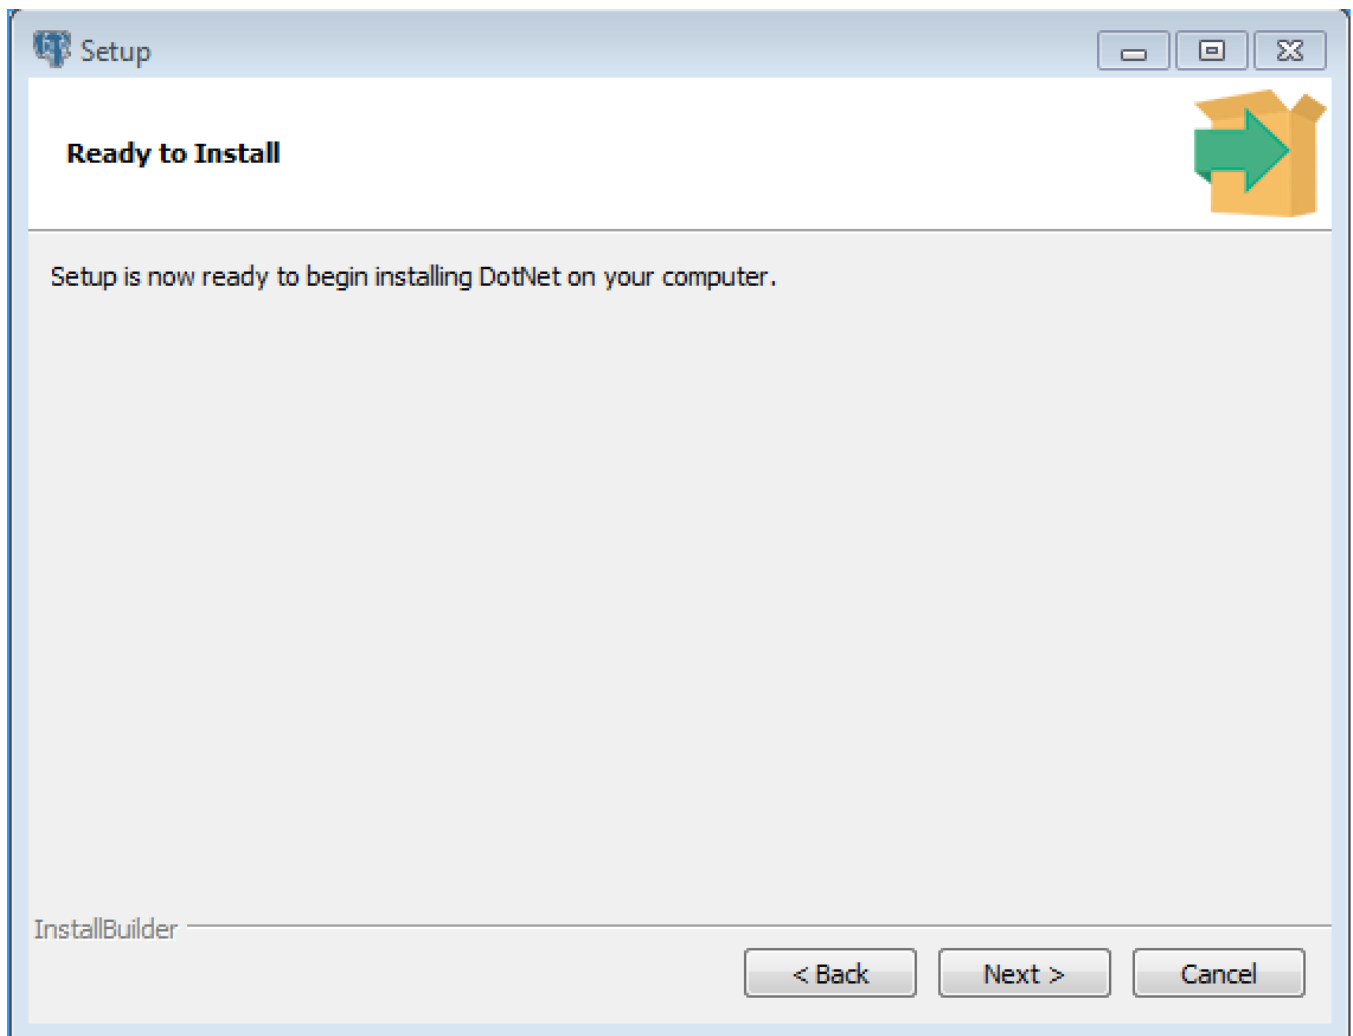 Setup
Ready to Install
Setup is now ready to begin installing DotNet on your computer.
InstallBuilder
< Back
Next >
Cancel